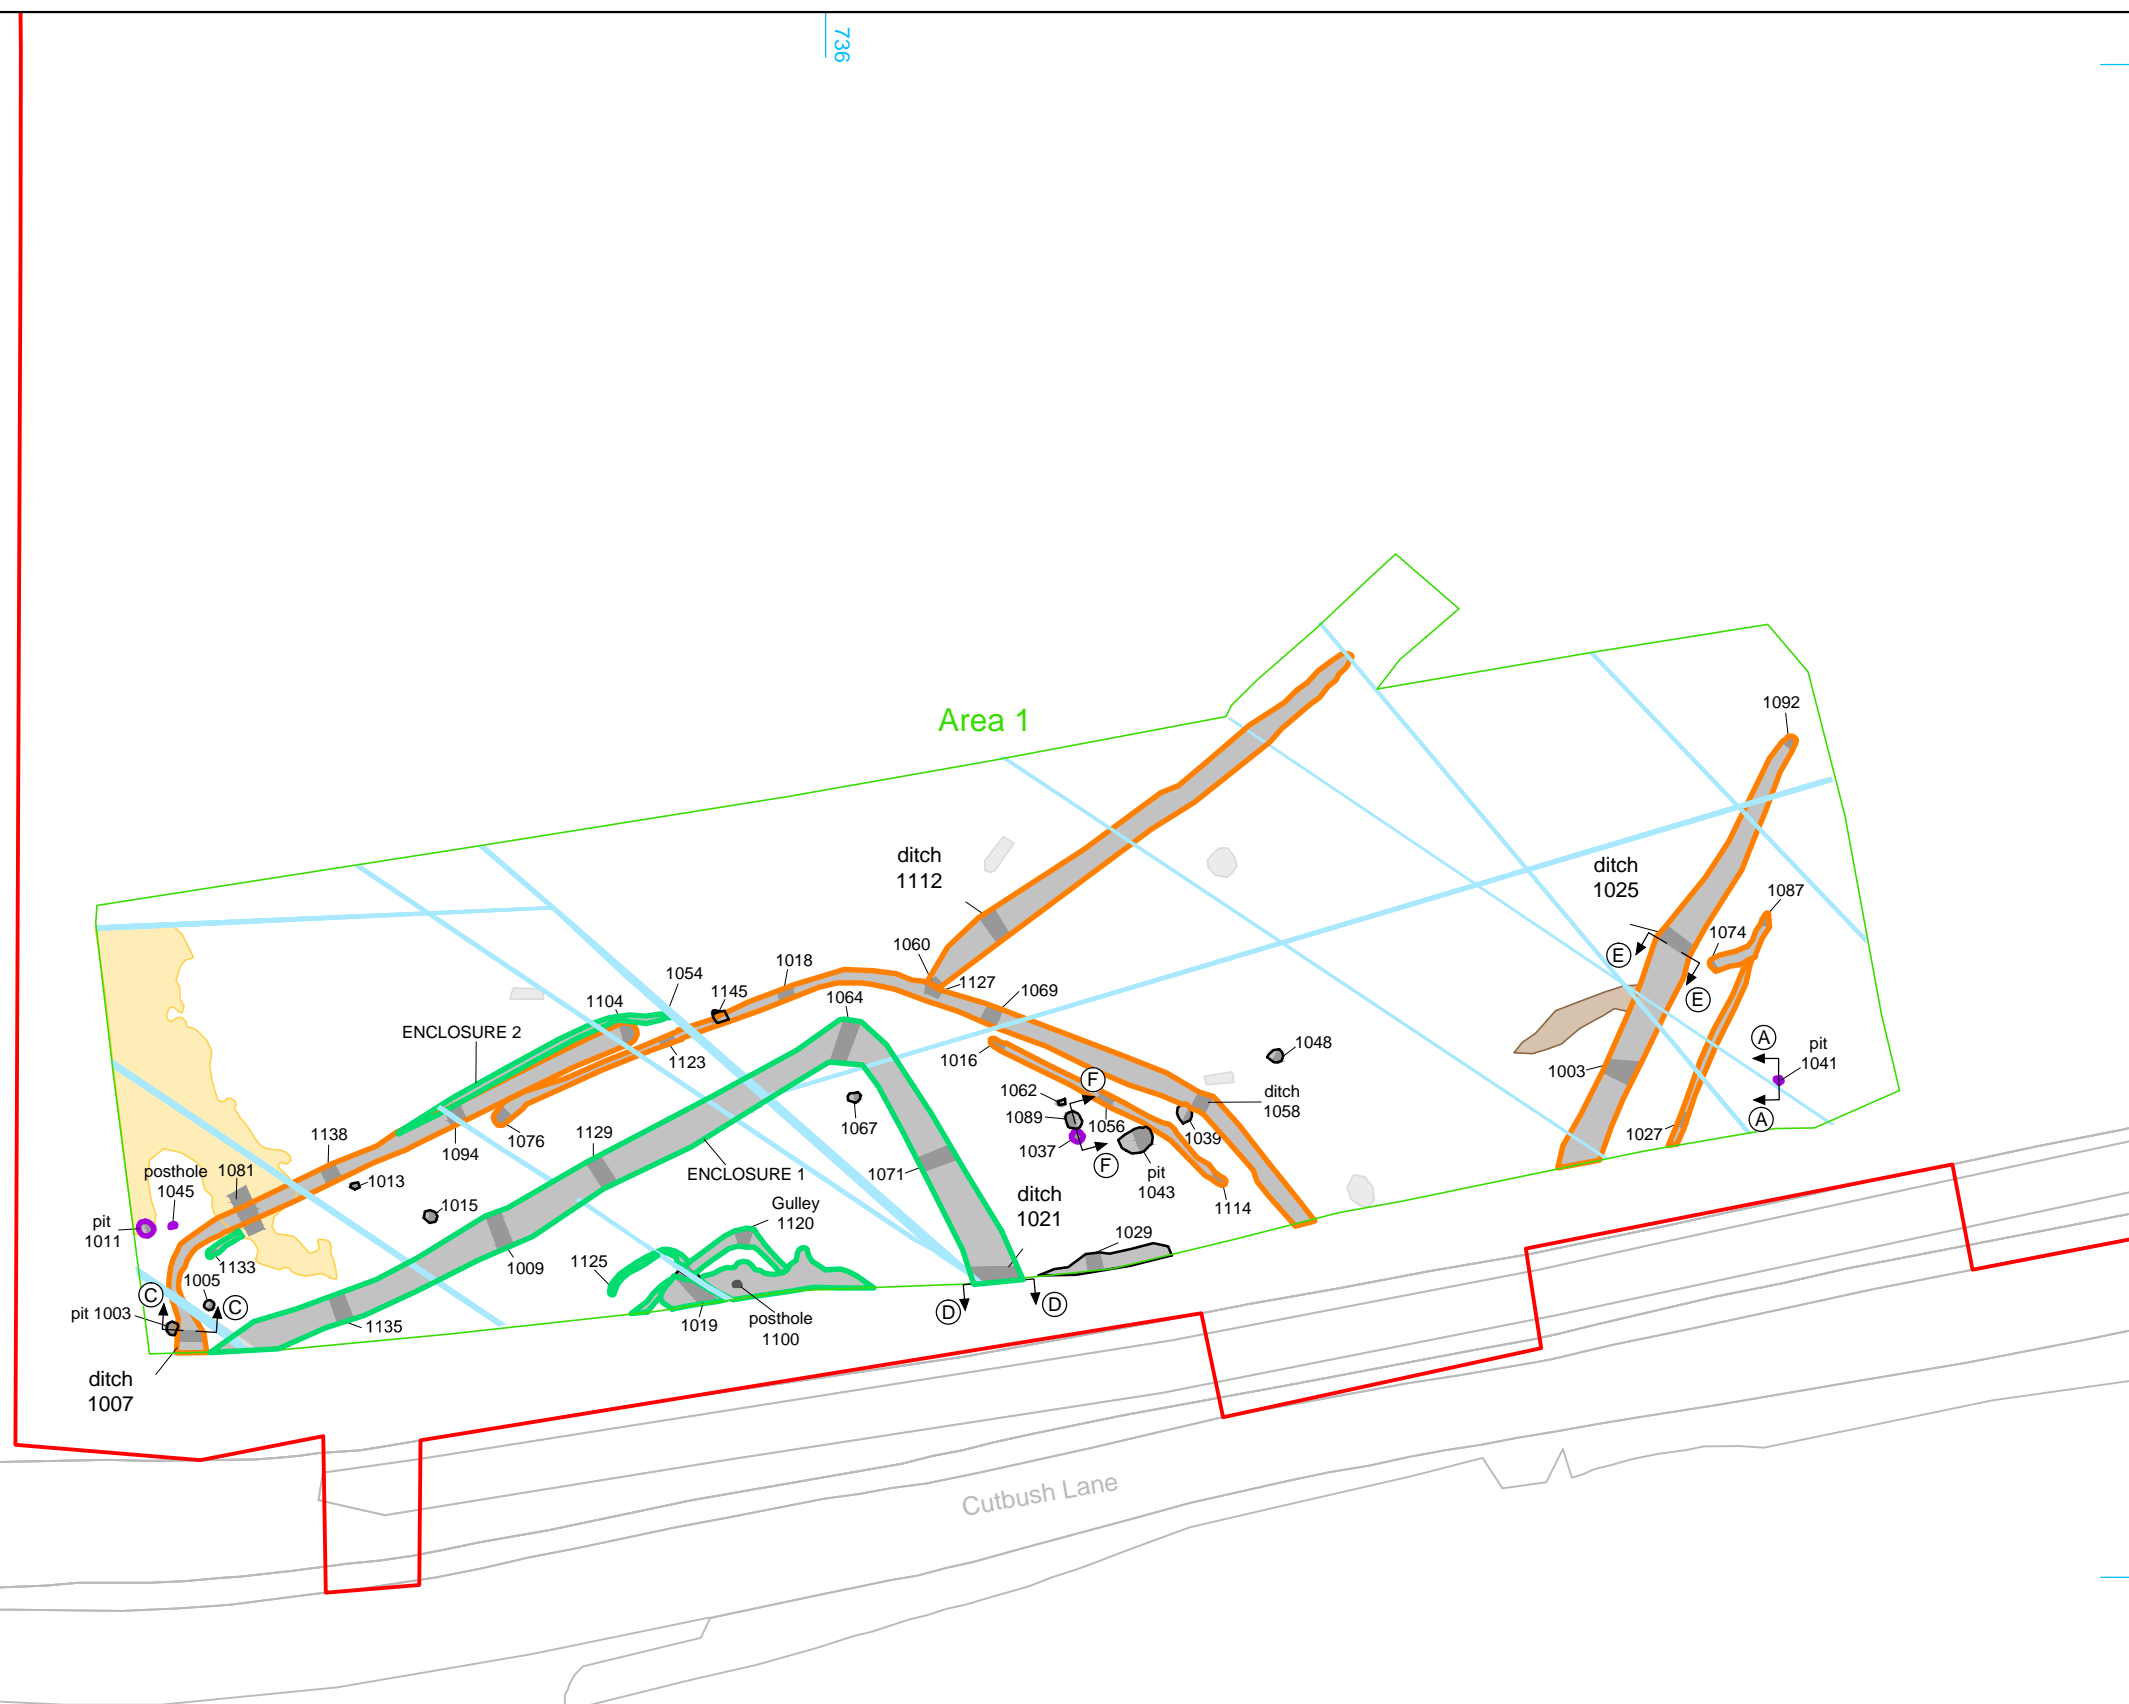 736
Area 1
1092
ditch
1112
ditch
1025
1087
1074
1060
1127
1018
1054
1145
1069
1064
1104
E
E
ENCLOSURE 2
1123
1016
1048
A
pit
1041
A
1003
F
1062
1089
1056
ditch
1058
1039
1037
F
1027
1076
1067
1129
1138
1094
posthole
1045
1081
1013
ENCLOSURE 1
1071
pit
1043
1114
1015
Gulley
1120
ditch
1021
pit
1011
1029
1133
1005
1009
1125
C
C
pit 1003
D
D
1135
1019
posthole
1100
ditch
1007
Cutbush Lane